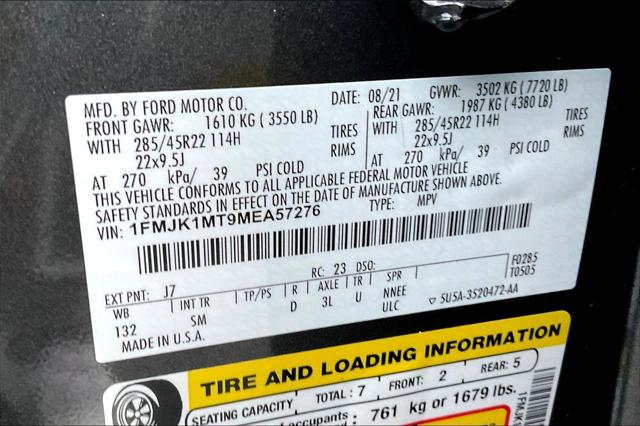 MFD. BY FORD MOTOR CO. DATE: 08/21 GVWR: 3502 KG ( 7720 LB)
FRONT GAWR: 1610 KG ( 3550 LB) REAR GAWR: 1987 KG ( 4380 LB)
WITH 285/45R22 114H TIRES WITH 285/45R22 114H TIRES
22x9.5J RIMS 22x9.5J RIMS
AT 270 kPa/ 39 PSI COLD AT 270 kPa/ 39 PSI COLD
THIS VEHICLE CONFORMS TO ALL APPLICABLE FEDERAL MOTOR VEHICLE
SAFETY STANDARDS IN EFFECT ON THE DATE OF MANUFACTURE SHOWN ABOVE.
VIN: 1FMJK1MT9MEA57276 TYPE: MPV
EXT PNT: J7 RC: 23 DSO: F0285
T0505
WB INT TR TP/PS R AXLE TR SPR
132 SM D 3L U NNEE
ULC
MADE IN U.S.A. ▽ 5U5A-3520472-AA
TIRE AND LOADING INFORMATION
SEATING CAPACITY TOTAL: 7 FRONT: 2 REAR: 5
occupants : 761 kg or 1679 lbs.